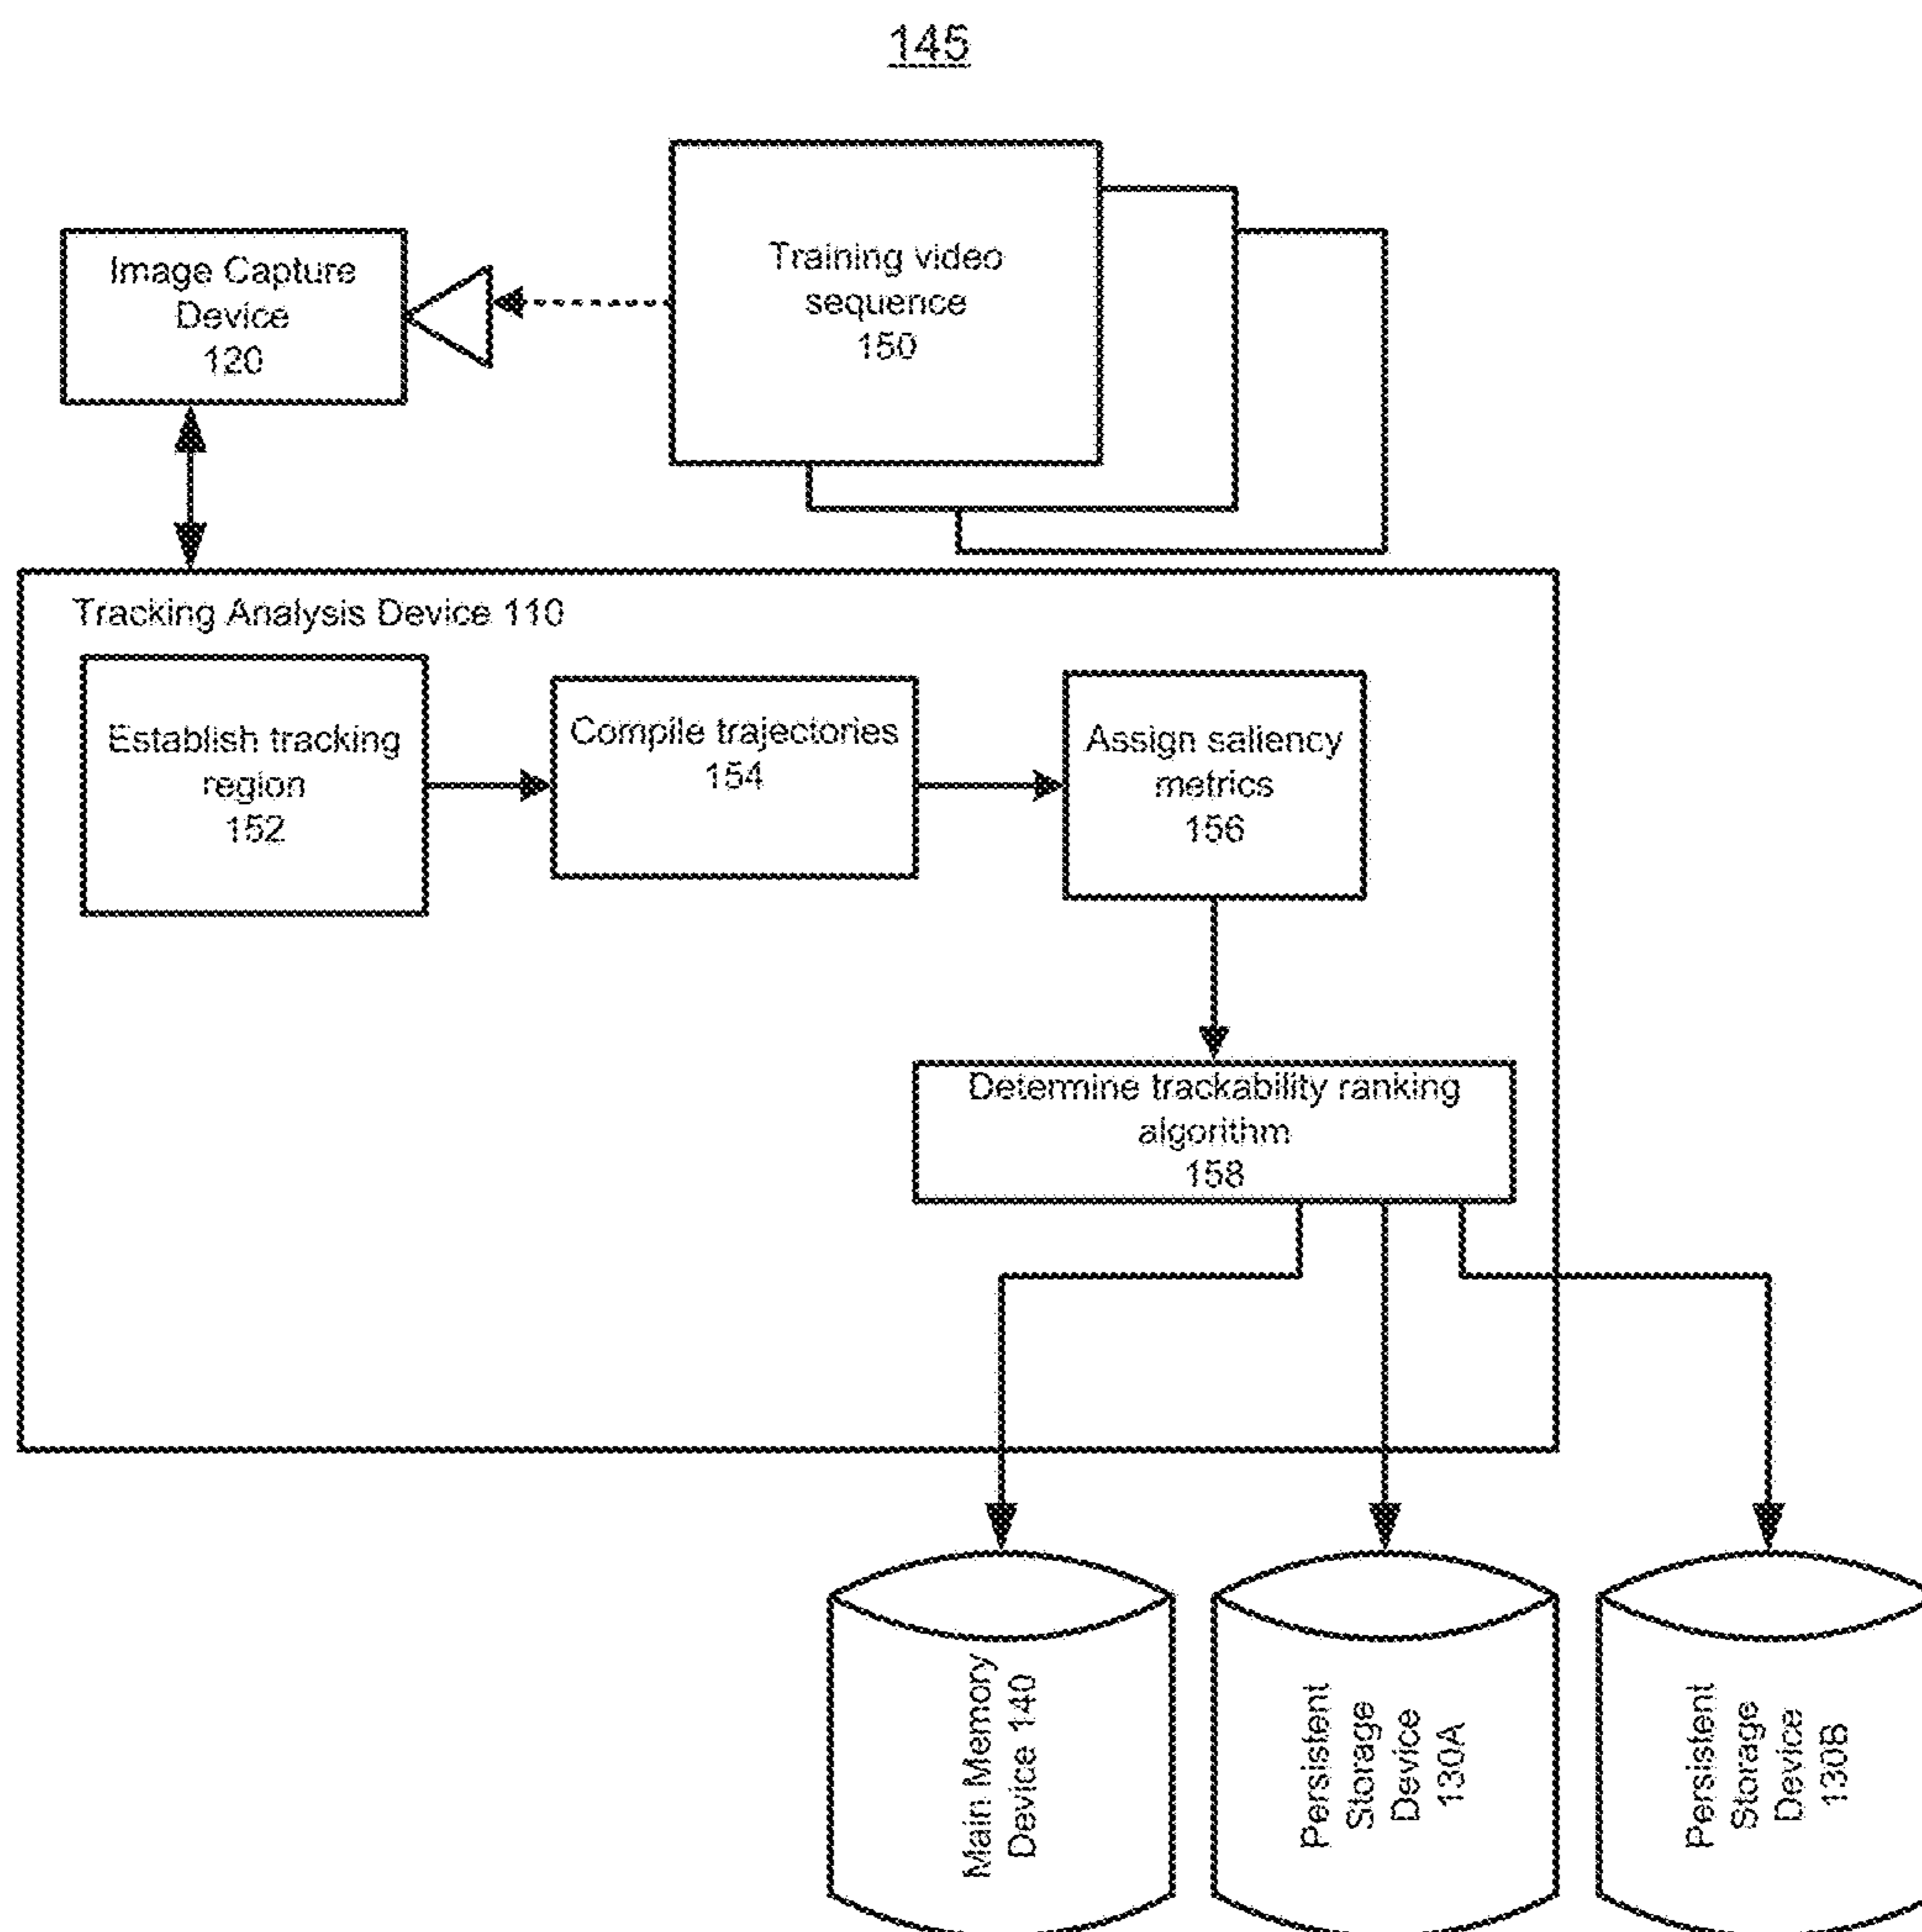 145
Training video
sequence
150
Image Capture
Device
120
Tracking Analysis Device 110
Establish tracking
region
152
Compile trajectories
154
Assign saliency
metrics
156
Determine trackability ranking
algorithm
158
Main Memory
Device 140
Persistent
Storage
Device
130A
Persistent
Storage
Device
130B